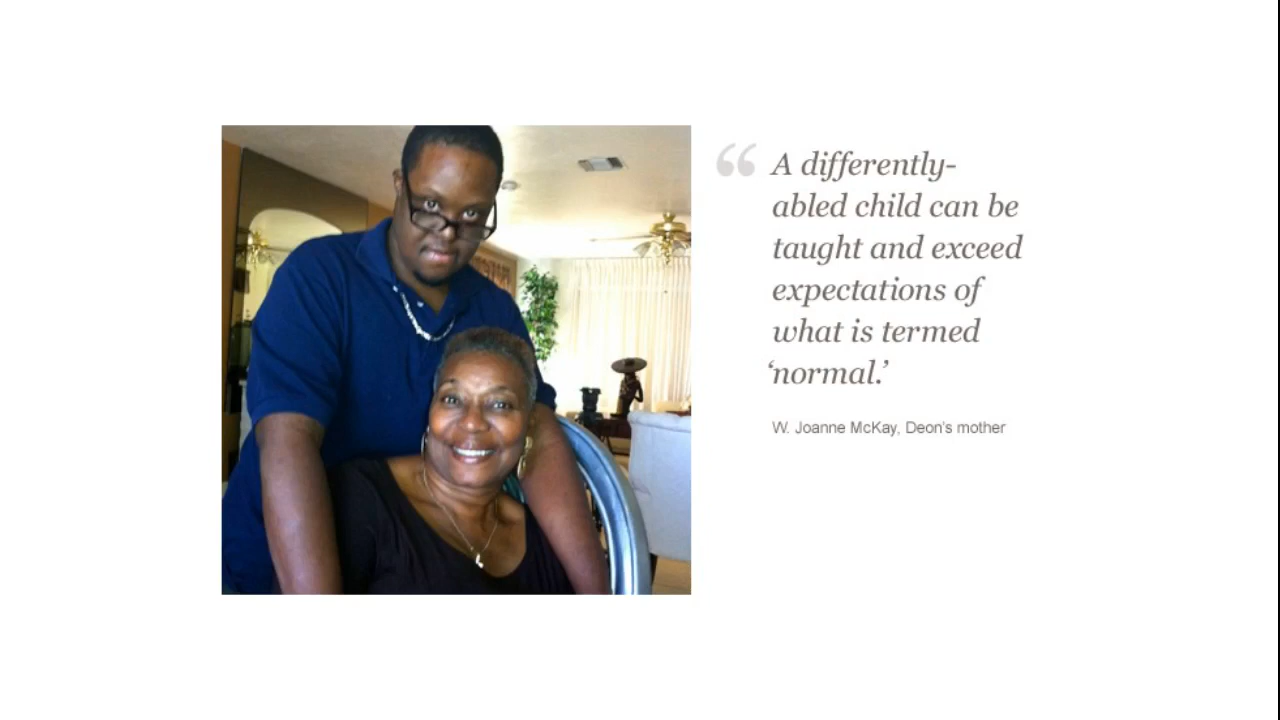 “ A differently-
abled child can be
taught and exceed
expectations of
what is termed
‘normal.’
W. Joanne McKay, Deon's mother